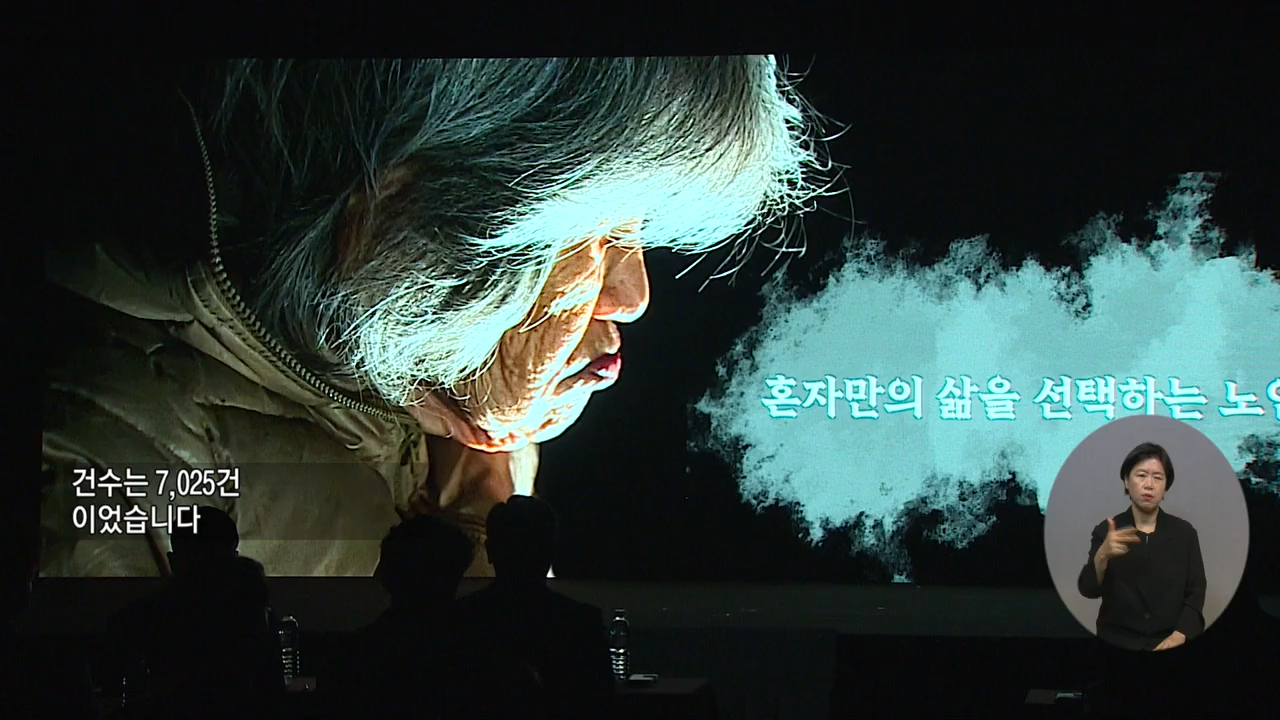 혼자만의 삶을 선택하는
건수는 7,025건
이었습니다